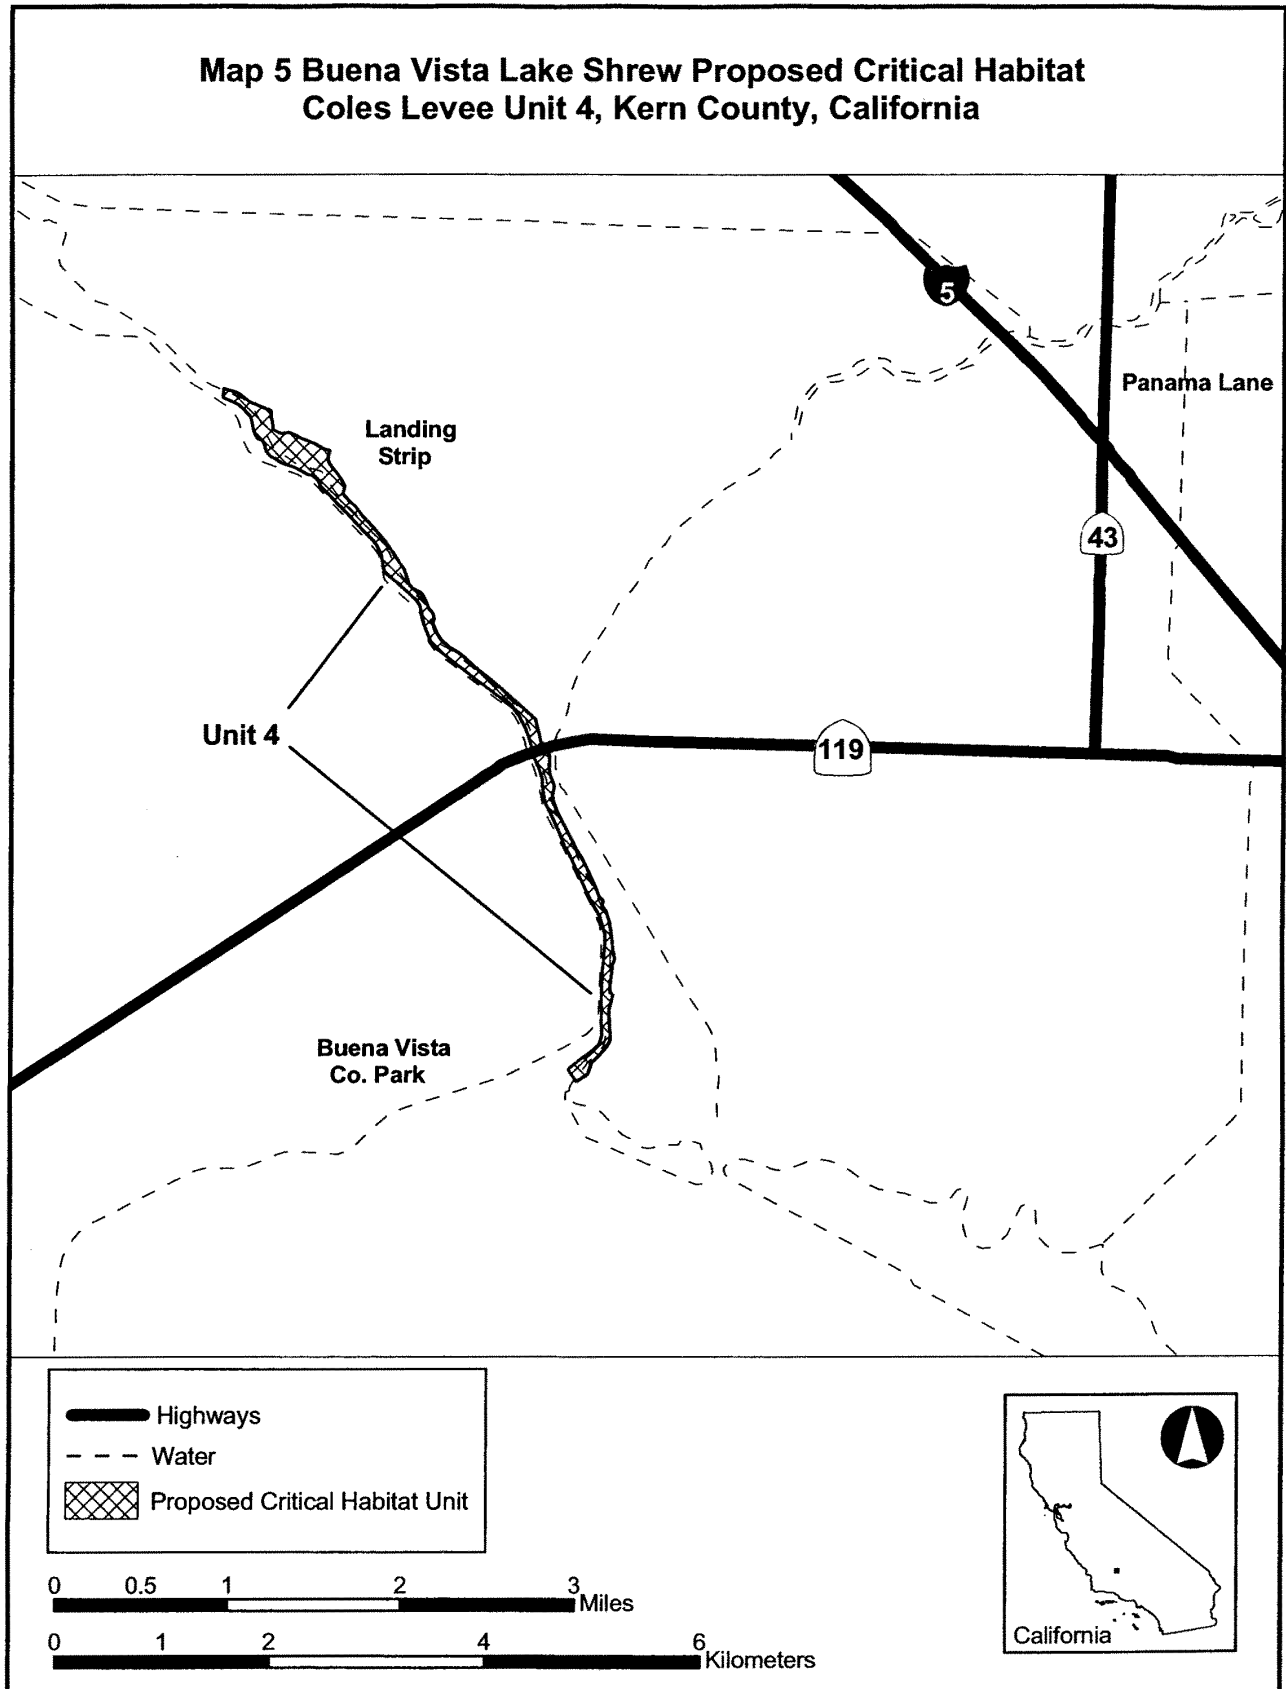 Map 5 Buena Vista Lake Shrew Proposed Critical Habitat
Coles Levee Unit 4, Kern County, California
5
Panama Lane
Landing
Strip
43
Unit 4
119
Buena Vista
Co. Park
Highways
Water
Proposed Critical Habitat Unit
0 0.5 1 2 3 Miles
0 1 2 4 6 Kilometers
California